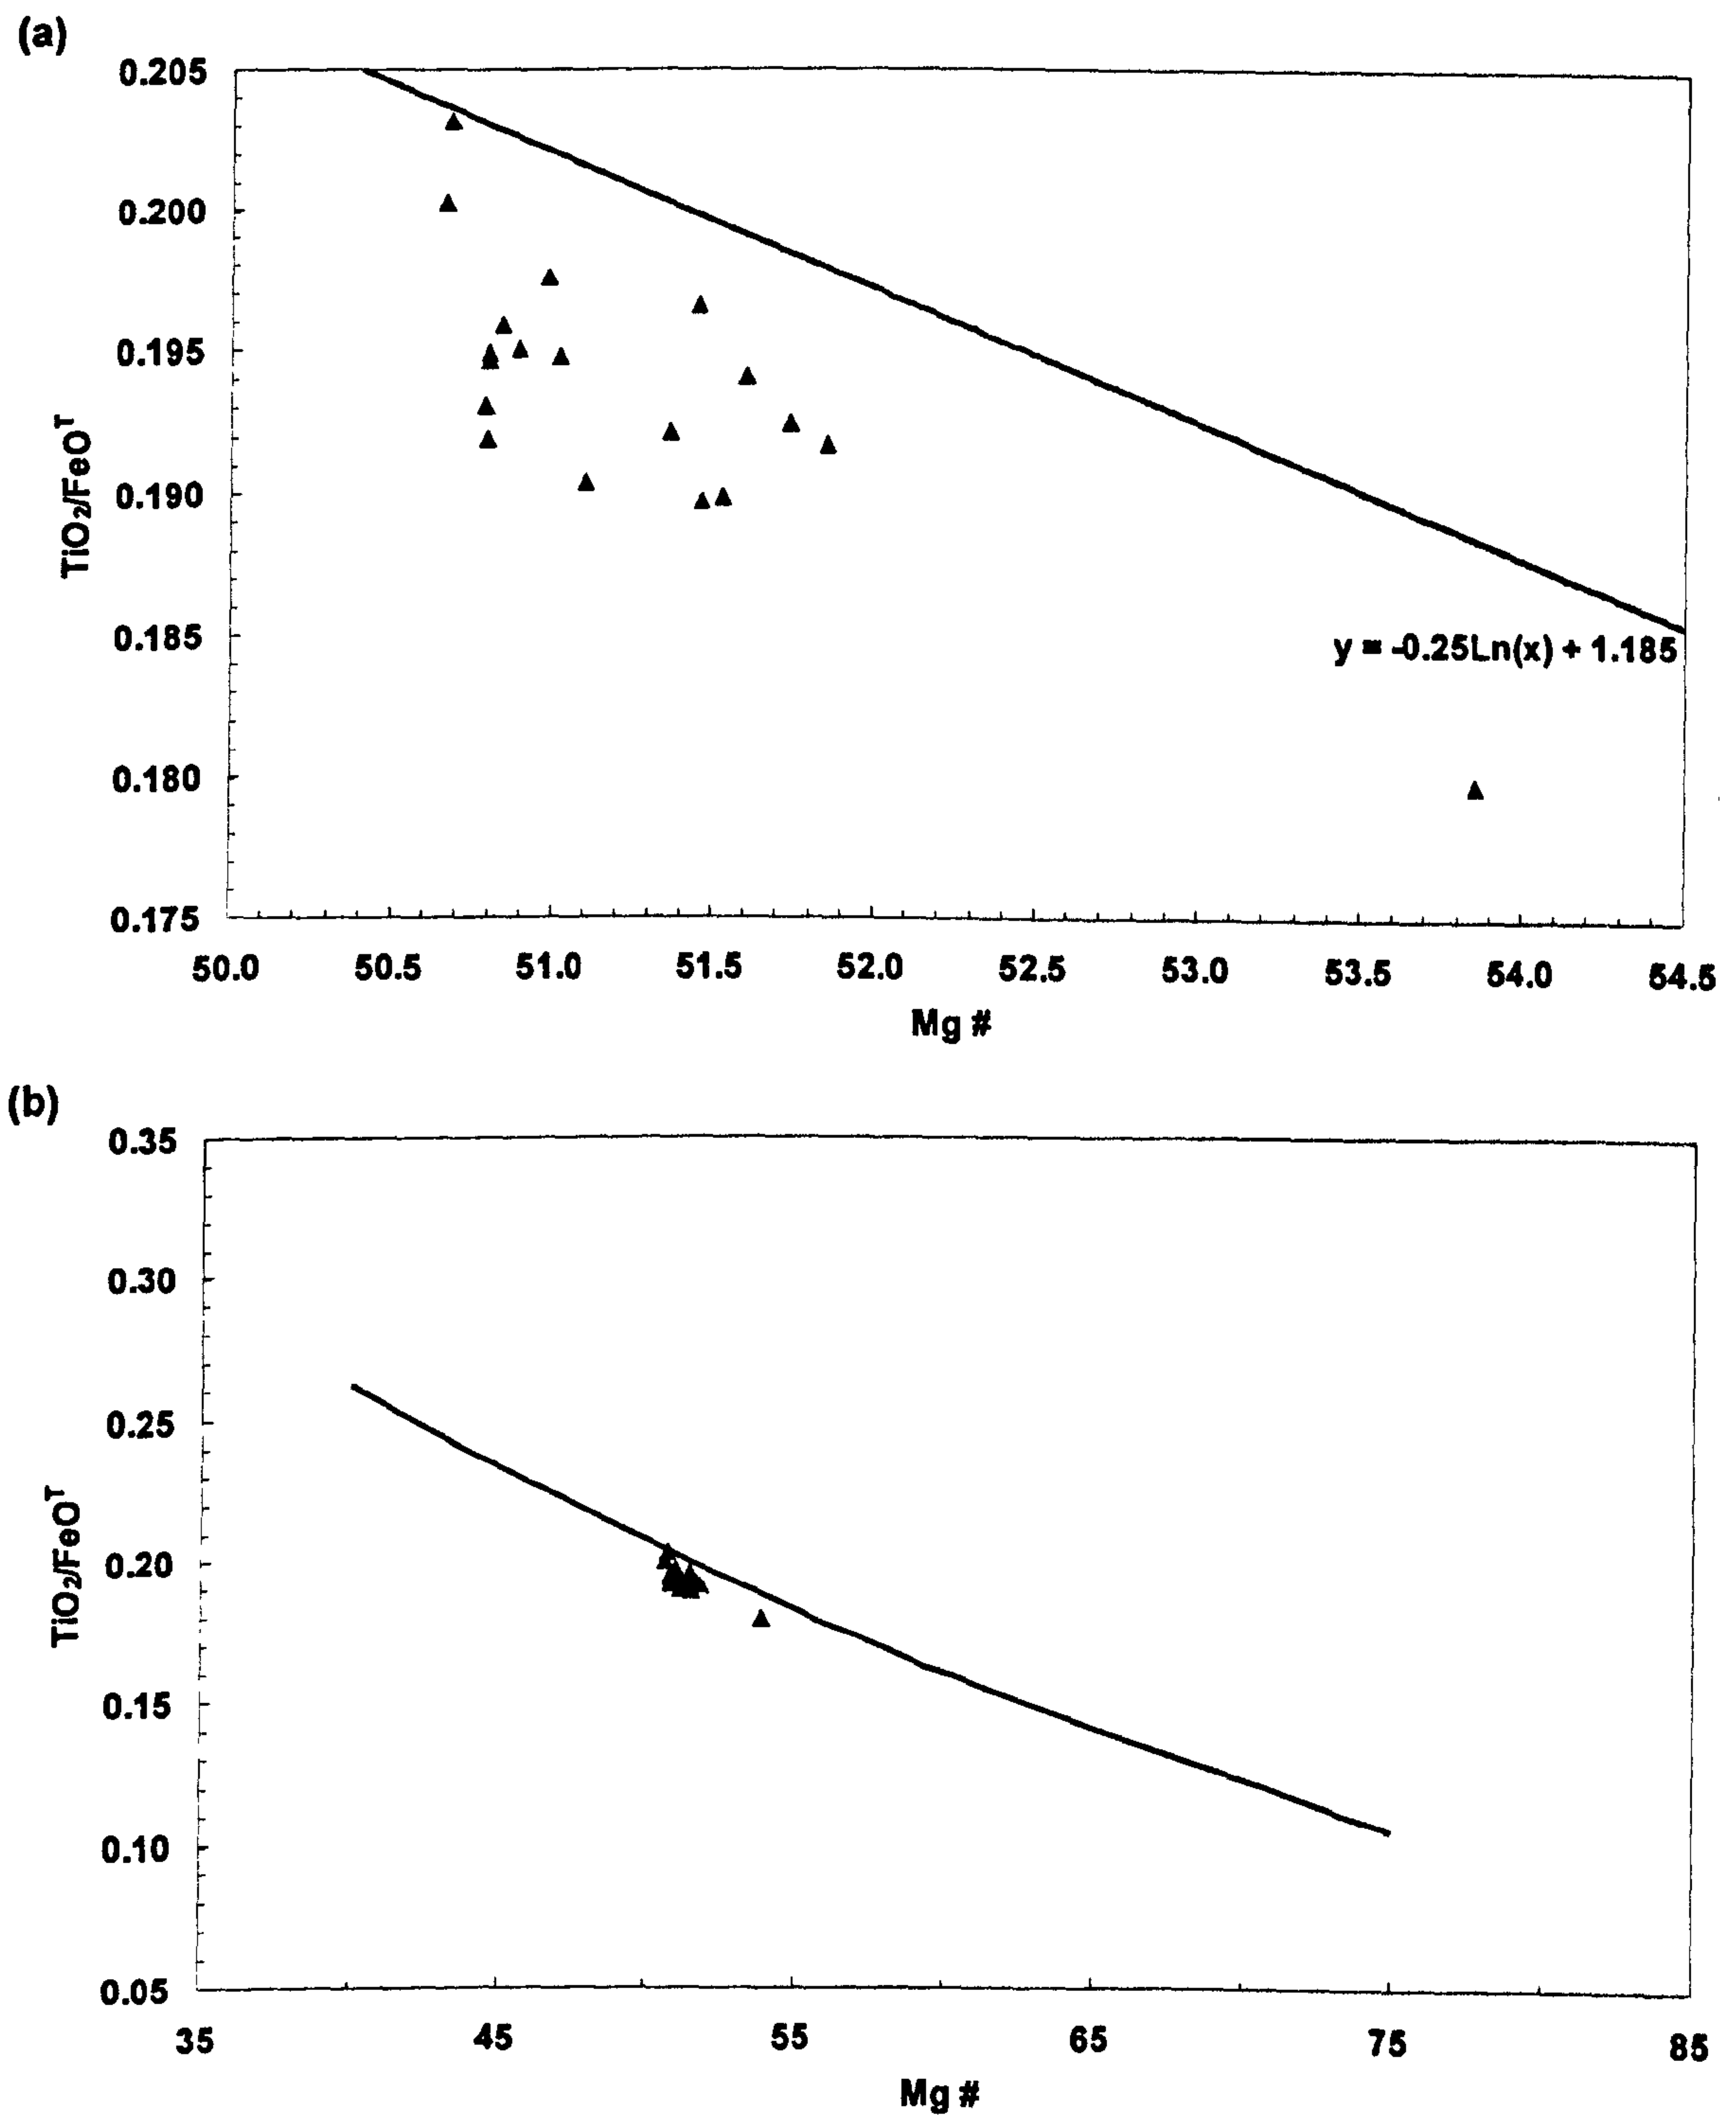 (a)
0.205
0.200
0.195
0.190
0.185
0.180
0.175
TiO₂/FeOᵀ
y = -0.25Ln(x) + 1.185
50.0 50.5 51.0 51.5 52.0 52.5 53.0 53.5 54.0 54.5
Mg #
(b)
0.35
0.30
0.25
0.20
0.15
0.10
0.05
TiO₂/FeOᵀ
35 45 55 65 75 85
Mg #